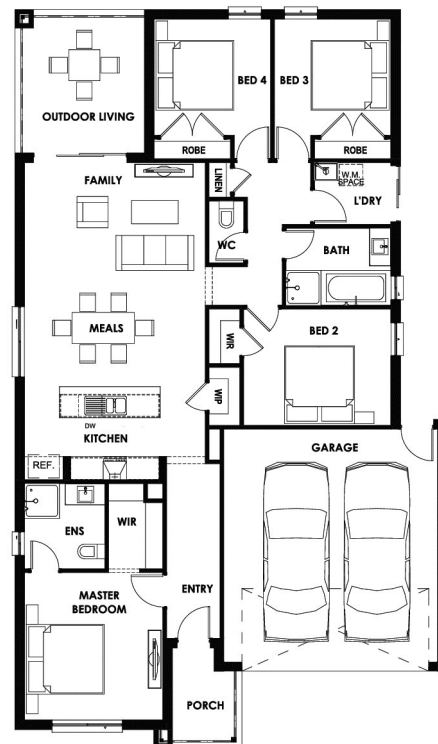 BED 4
BED 3
OUTDOOR LIVING
ROBE
ROBE
FAMILY
LINEN
W.M.
SPACE
L'DRY
WC
BATH
MEALS
WIR
BED 2
WIP
DW
KITCHEN
GARAGE
REF.
ENS
WIR
MASTER
BEDROOM
ENTRY
PORCH